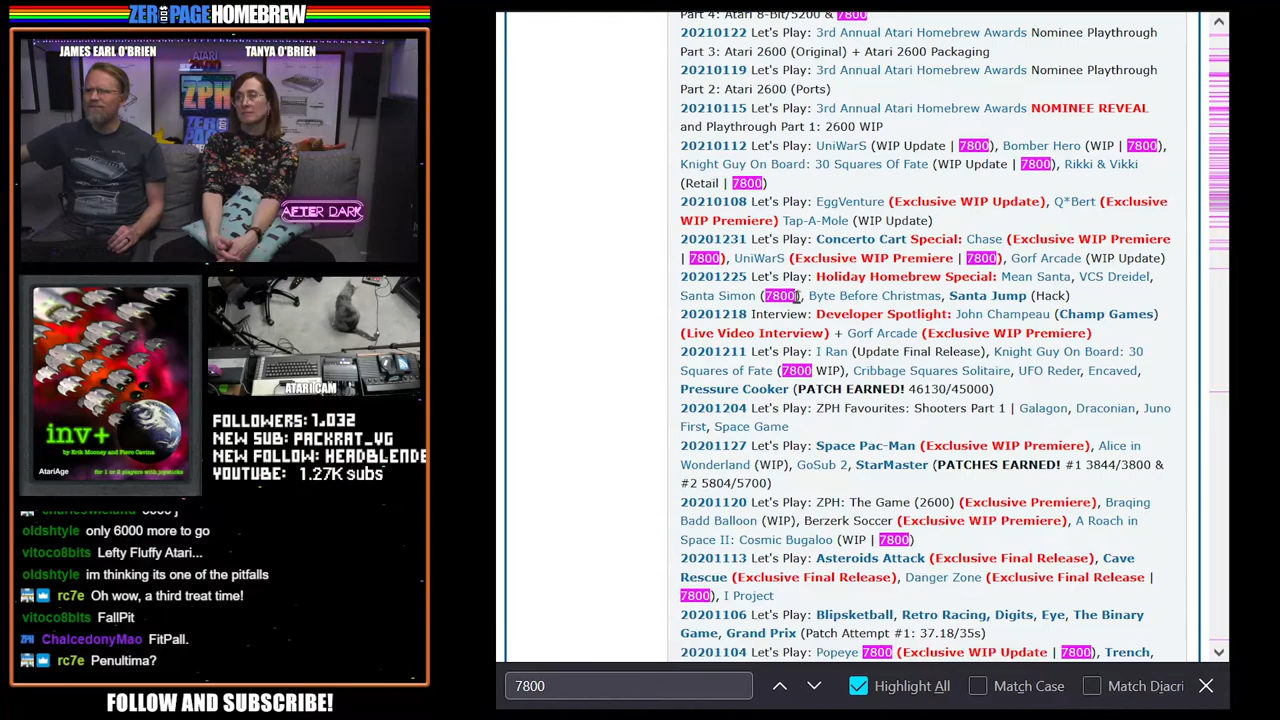 ZERO PAGE HOMEBREW
JAMES EARL O'BRIEN
TANYA O'BRIEN
ATARI
ZPH
AFTER DARK
inv+
by Erik Mooney and Piero Cavina
AtariAge
for 1 or 2 players with joysticks
ATARI CAM
FOLLOWERS: 1.032
NEW SUB: PACKRAT_VG
NEW FOLLOW: HEADBLENDE
YOUTUBE: 1.27K subs
oldshtyle only 6000 more to go
vitoco8bits Lefty Fluffy Atari...
oldshtyle im thinking its one of the pitfalls
rc7e Oh wow, a third treat time!
vitoco8bits FallPit
ZPH ChalcedonyMao FitPall.
rc7e Penultima?
FOLLOW AND SUBSCRIBE!
Part 4: Atari 8-Bit/5200 & 7800
20210122 Let's Play: 3rd Annual Atari Homebrew Awards Nominee Playthrough
Part 3: Atari 2600 (Original) + Atari 2600 Packaging
20210119 Let's Play: 3rd Annual Atari Homebrew Awards Nominee Playthrough
Part 2: Atari 2600 (Ports)
20210115 Let's Play: 3rd Annual Atari Homebrew Awards NOMINEE REVEAL
and Playthrough Part 1: 2600 WIP
20210112 Let's Play: UniWarS (WIP Update | 7800), Bomber Hero (WIP | 7800),
Knight Guy On Board: 30 Squares Of Fate (WIP Update | 7800), Rikki & Vikki
(Retail | 7800)
20210108 Let's Play: EggVenture (Exclusive WIP Update), Q*Bert (Exclusive
WIP Premiere) Tap-A-Mole (WIP Update)
20201231 Let's Play: Concerto Cart Special: Chase (Exclusive WIP Premiere
| 7800), UniWarS (Exclusive WIP Premiere | 7800), Gorf Arcade (WIP Update)
20201225 Let's Play: Holiday Homebrew Special: Mean Santa, VCS Dreidel,
Santa Simon (7800), Byte Before Christmas, Santa Jump (Hack)
20201218 Interview: Developer Spotlight: John Champeau (Champ Games)
(Live Video Interview) + Gorf Arcade (Exclusive WIP Premiere)
20201211 Let's Play: I Ran (Update Final Release), Knight Guy On Board: 30
Squares of Fate (7800 WIP), Cribbage Squares Solitaire, UFO Reder, Encaved,
Pressure Cooker (PATCH EARNED! 46130/45000)
20201204 Let's Play: ZPH Favourites: Shooters Part 1 | Galagon, Draconian, Juno
First, Space Game
20201127 Let's Play: Space Pac-Man (Exclusive WIP Premiere), Alice in
Wonderland (WIP), GoSub 2, StarMaster (PATCHES EARNED! #1 3844/3800 &
#2 5804/5700)
20201120 Let's Play: ZPH: The Game (2600) (Exclusive Premiere), Braqing
Badd Balloon (WIP), Berzerk Soccer (Exclusive WIP Premiere), A Roach in
Space II: Cosmic Bugaloo (WIP | 7800)
20201113 Let's Play: Asteroids Attack (Exclusive Final Release), Cave
Rescue (Exclusive Final Release), Danger Zone (Exclusive Final Release |
7800), I Project
20201106 Let's Play: Blipsketball, Retro Racing, Digits, Eye, The Binary
Game, Grand Prix (Patch Attempt #1: 37.18/35s)
20201104 Let's Play: Popeye 7800 (Exclusive WIP Update | 7800), Trench,
7800
Highlight All
Match Case
Match Diacri